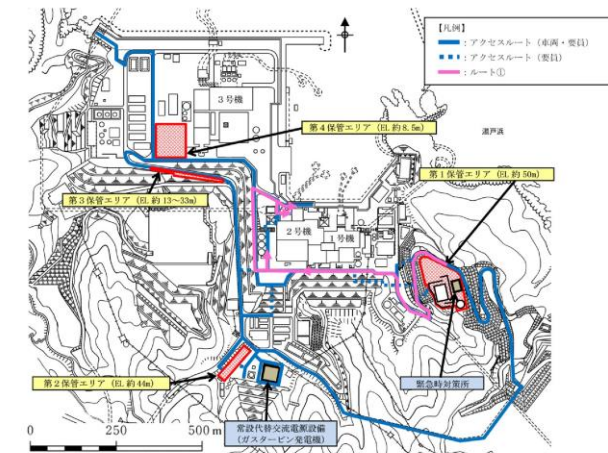 【凡例】
：アクセスルート（車両・要員）
：アクセスルート（要員）
：ルート①
3号機
第4保管エリア（EL 約8.5m）
瀬戸浜
第1保管エリア（EL 約50m）
第3保管エリア（EL 約13～33m）
2号機
号機
第2保管エリア（EL 約44m）
緊急時対策所
常設代替交流電源設備
（ガスタービン発電機）
0 250 500 m